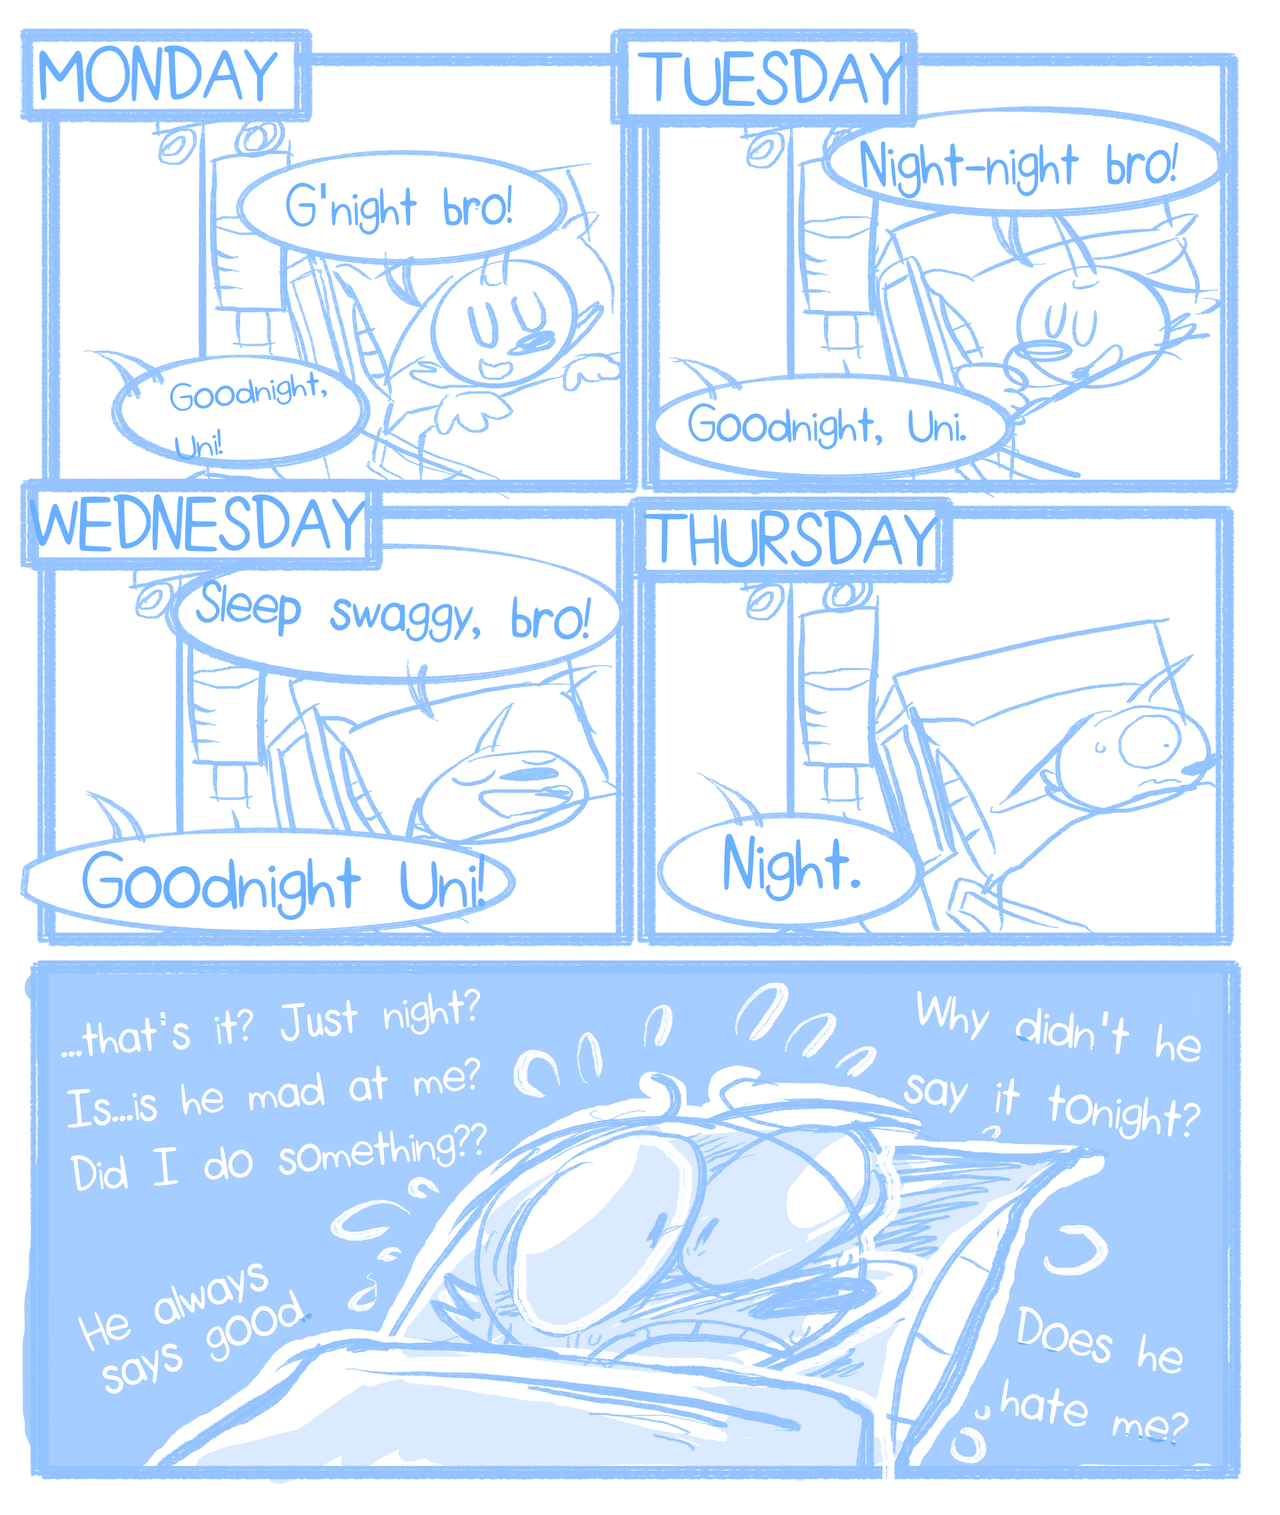 MONDAY
G'night bro!
Goodnight,
Uni!
TUESDAY
Night-night bro!
Goodnight, Uni.
WEDNESDAY
Sleep swaggy, bro!
Goodnight Uni!
THURSDAY
Night.
...that's it? Just night?
Is...is he mad at me?
Did I do something??
Why didn't he
say it tonight?
He always
says good.
Does he
hate me?